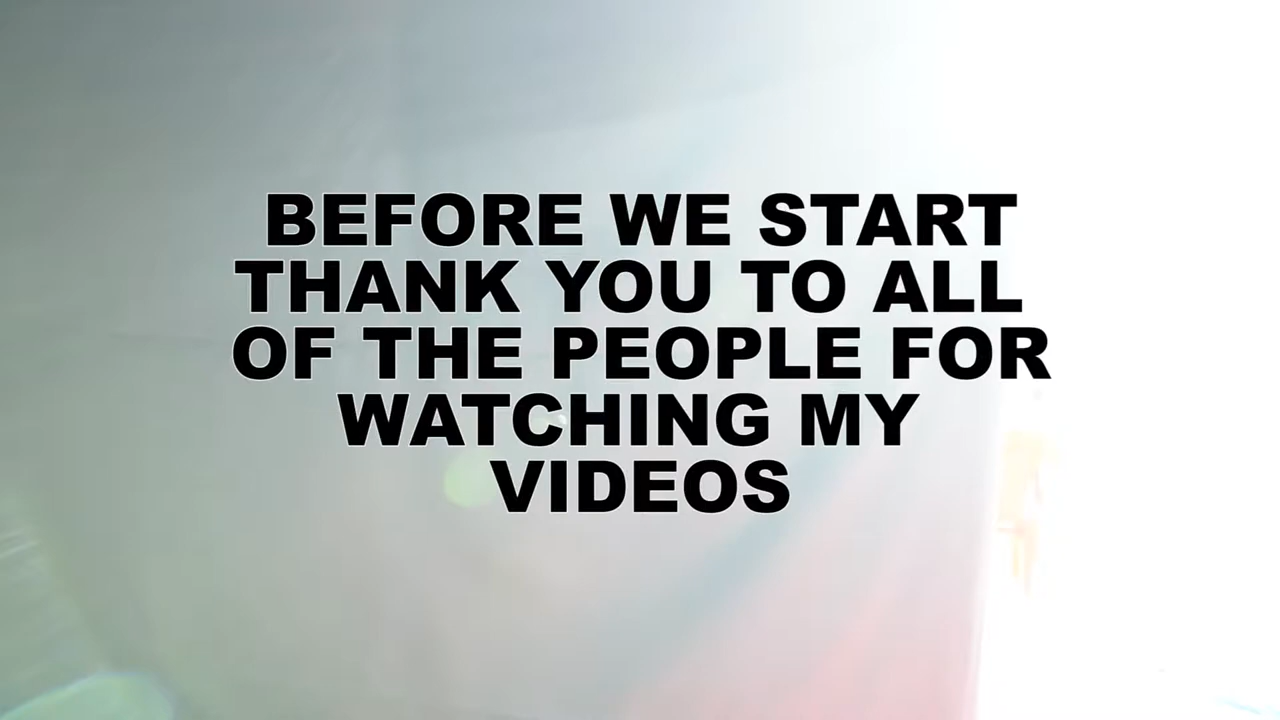 BEFORE WE START
THANK YOU TO ALL
OF THE PEOPLE FOR
WATCHING MY
VIDEOS